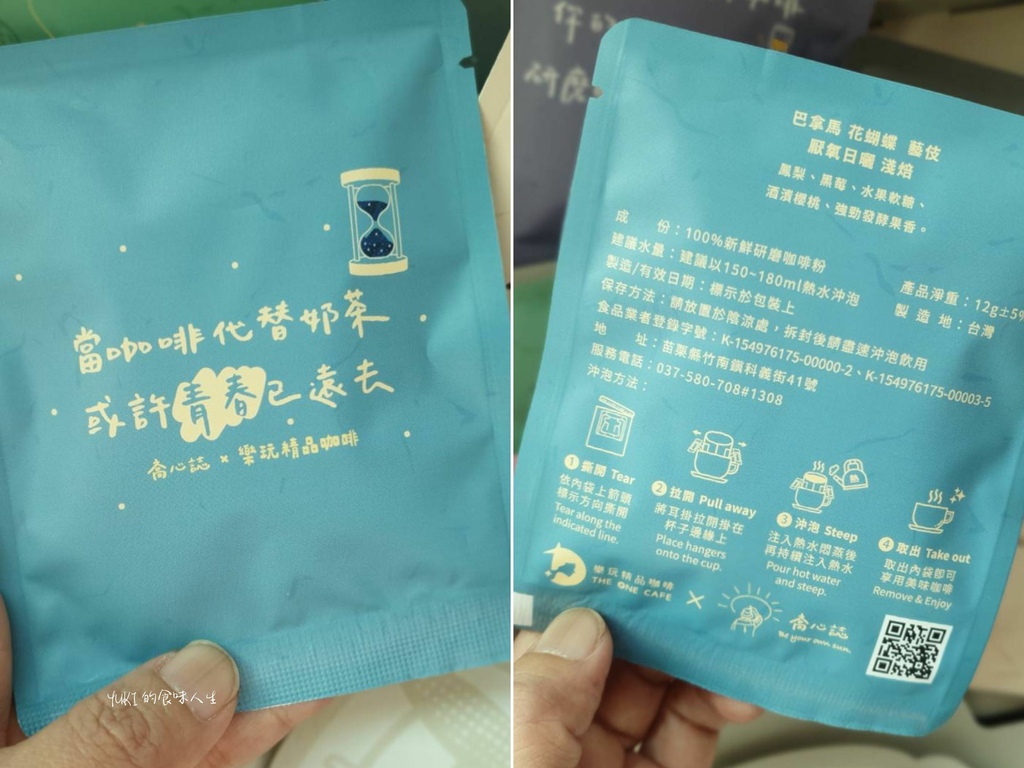 當咖啡代替奶茶
或許青春已遠去
喬心誌 × 樂玩精品咖啡
YUKI的食味人生
巴拿馬 花蝴蝶 藝伎
厭氧日曬 淺焙
鳳梨、黑莓、水果軟糖、
酒漬櫻桃、強勁發酵果香。
成 份：100%新鮮研磨咖啡粉
建議水量：建議以150~180ml熱水沖泡 產品淨重：12g±5%
製造/有效日期：標示於包裝上 製 造 地：台灣
保存方法：請放置於陰涼處，拆封後請盡速沖泡飲用
食品業者登錄字號：K-154976175-00000-2、K-154976175-00003-5
地 址：苗栗縣竹南鎮科義街41號
服務電話：037-580-708#1308
沖泡方法：
1 撕開 Tear
依內袋上箭頭
標示方向撕開
Tear along the
indicated line.
2 拉開 Pull away
將耳掛拉開掛在
杯子邊緣上
Place hangers
onto the cup.
熱
3 沖泡 Steep
注入熱水悶蒸後
再持續注入熱水
Pour hot water
and steep.
4 取出 Take out
取出內袋即可
享用美味咖啡
Remove & Enjoy
樂玩精品咖啡
THE ONE CAFE
×
喬心誌
Be your own sun.